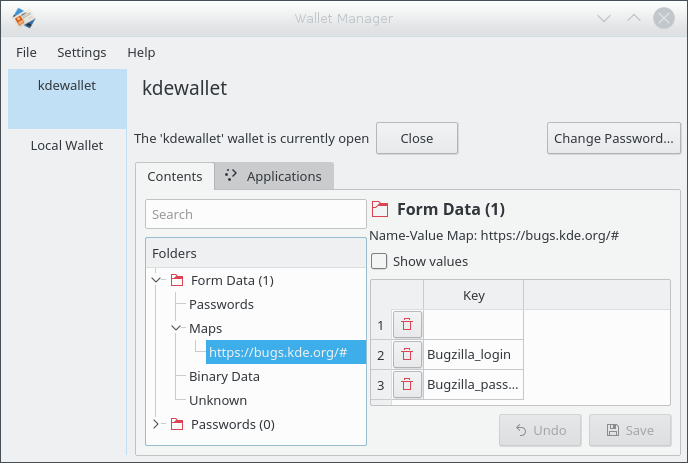 Wallet Manager
File Settings Help
kdewallet
Local Wallet
kdewallet
The 'kdewallet' wallet is currently open Close Change Password...
Contents Applications
Search
Folders
Form Data (1)
Passwords
Maps
https://bugs.kde.org/#
Binary Data
Unknown
Passwords (0)
Form Data (1)
Name-Value Map: https://bugs.kde.org/#
Show values
Key
1
2 Bugzilla_login
3 Bugzilla_pass...
Undo Save